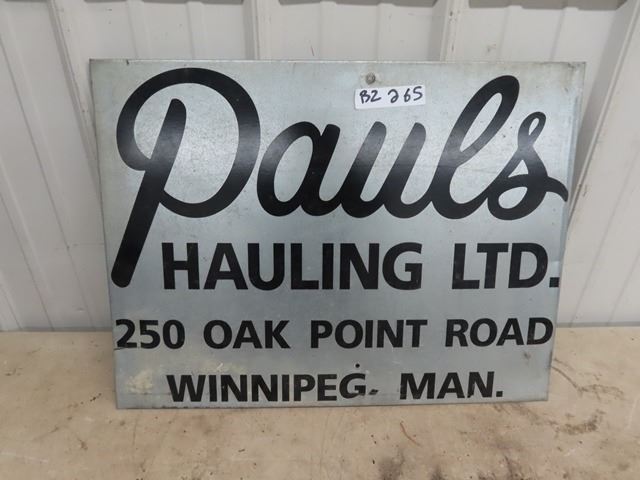 BZ 265
Pauls
HAULING LTD.
250 OAK POINT ROAD
WINNIPEG, MAN.